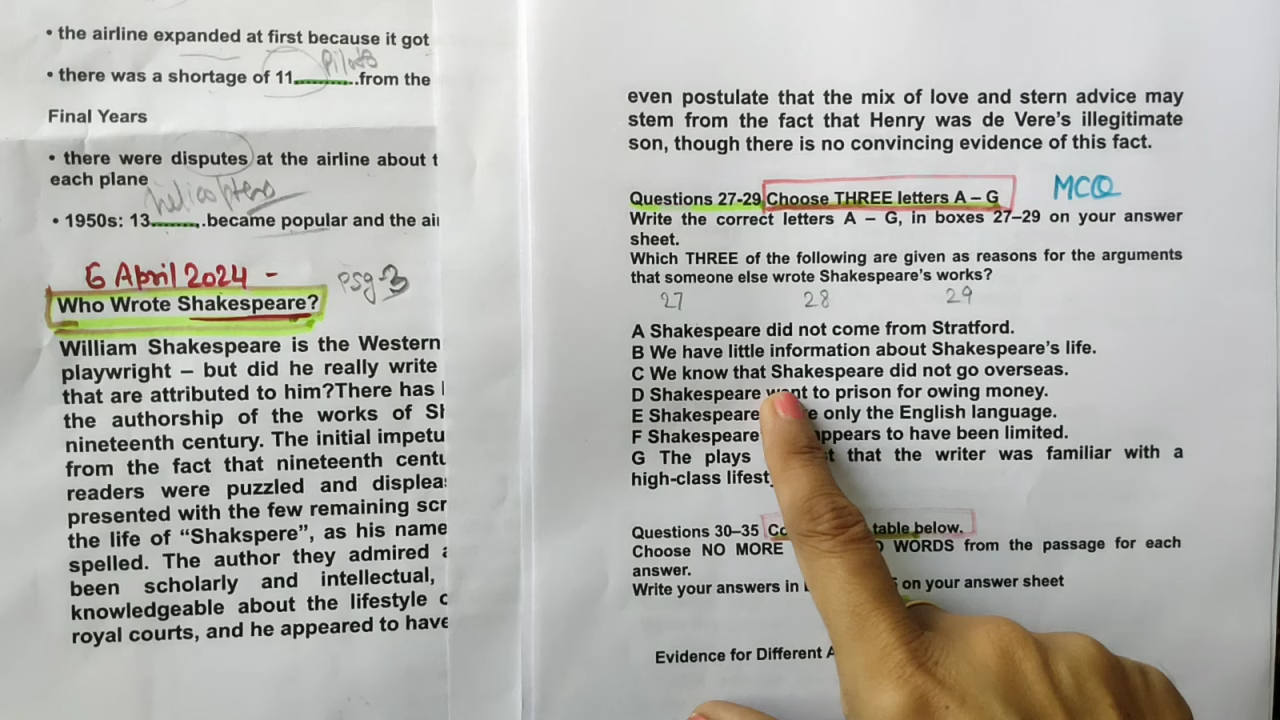 • the airline expanded at first because it got
Pilots
• there was a shortage of 11..........from the
Final Years
• there were disputes at the airline about t
each plane
helicopters
• 1950s: 13..........became popular and the air
6 April 2024 -
psg-3
Who Wrote Shakespeare?
William Shakespeare is the Western
playwright – but did he really write
that are attributed to him?There has
the authorship of the works of Sh
nineteenth century. The initial impetu
from the fact that nineteenth centu
readers were puzzled and displeas
presented with the few remaining scr
the life of “Shakspere”, as his name
spelled. The author they admired
been scholarly and intellectual,
knowledgeable about the lifestyle
royal courts, and he appeared to have
even postulate that the mix of love and stern advice may
stem from the fact that Henry was de Vere’s illegitimate
son, though there is no convincing evidence of this fact.
MCQ
Questions 27-29 Choose THREE letters A – G
Write the correct letters A – G, in boxes 27–29 on your answer
sheet.
Which THREE of the following are given as reasons for the arguments
that someone else wrote Shakespeare’s works?
27 28 29
A Shakespeare did not come from Stratford.
B We have little information about Shakespeare’s life.
C We know that Shakespeare did not go overseas.
D Shakespeare went to prison for owing money.
E Shakespeare only the English language.
F Shakespeare appears to have been limited.
G The plays that the writer was familiar with a
high-class
Questions 30–35 table below.
Choose NO MORE WORDS from the passage for each
answer.
Write your answers in on your answer sheet
Evidence for Different